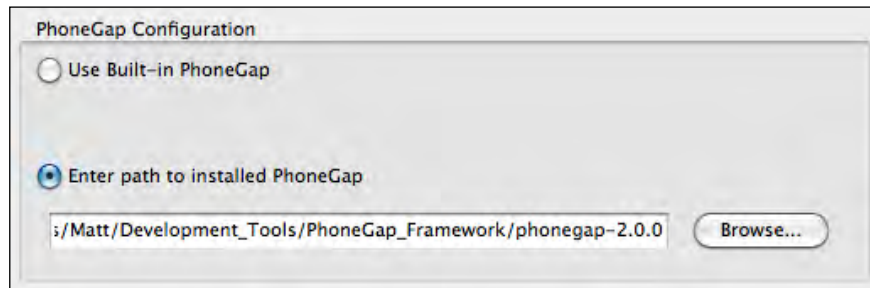 PhoneGap Configuration
Use Built-in PhoneGap
Enter path to installed PhoneGap
s/Matt/Development_Tools/PhoneGap_Framework/phonegap-2.0.0
Browse...